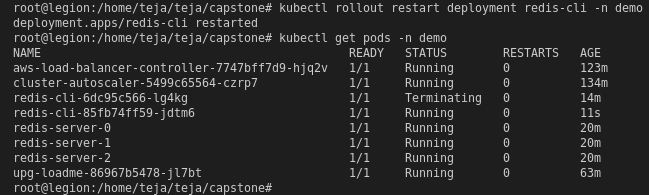 root@legion:/home/teja/teja/capstone# kubectl rollout restart deployment redis-cli -n demo
deployment.apps/redis-cli restarted
root@legion:/home/teja/teja/capstone# kubectl get pods -n demo
NAME READY STATUS RESTARTS AGE
aws-load-balancer-controller-7747bff7d9-hjq2v 1/1 Running 0 123m
cluster-autoscaler-5499c65564-czrp7 1/1 Running 0 134m
redis-cli-6dc95c566-lg4kg 1/1 Terminating 0 14m
redis-cli-85fb74ff59-jdtm6 1/1 Running 0 11s
redis-server-0 1/1 Running 0 20m
redis-server-1 1/1 Running 0 20m
redis-server-2 1/1 Running 0 20m
upg-loadme-86967b5478-jl7bt 1/1 Running 0 63m
root@legion:/home/teja/teja/capstone#